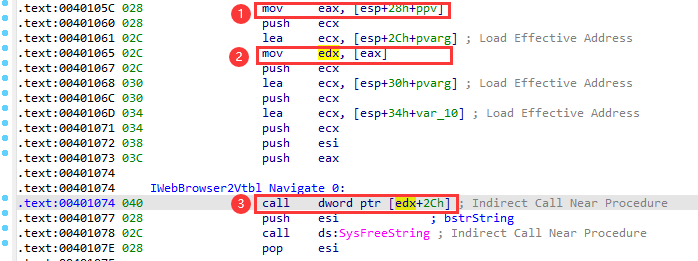 .text:0040105C 028 ① mov eax, [esp+28h+ppv]
.text:00401060 028 push ecx
.text:00401061 02C lea ecx, [esp+2Ch+pvarg] ; Load Effective Address
.text:00401065 02C ② mov edx, [eax]
.text:00401067 02C push ecx
.text:00401068 030 lea ecx, [esp+30h+pvarg] ; Load Effective Address
.text:0040106C 030 push ecx
.text:0040106D 034 lea ecx, [esp+34h+var_10] ; Load Effective Address
.text:00401071 034 push ecx
.text:00401072 038 push esi
.text:00401073 03C push eax
.text:00401074
.text:00401074 IWebBrowser2Vtbl Navigate 0:
.text:00401074 040 ③ call dword ptr [edx+2Ch] ; Indirect Call Near Procedure
.text:00401077 028 push esi ; bstrString
.text:00401078 02C call ds:SysFreeString ; Indirect Call Near Procedure
.text:0040107E 028 pop esi